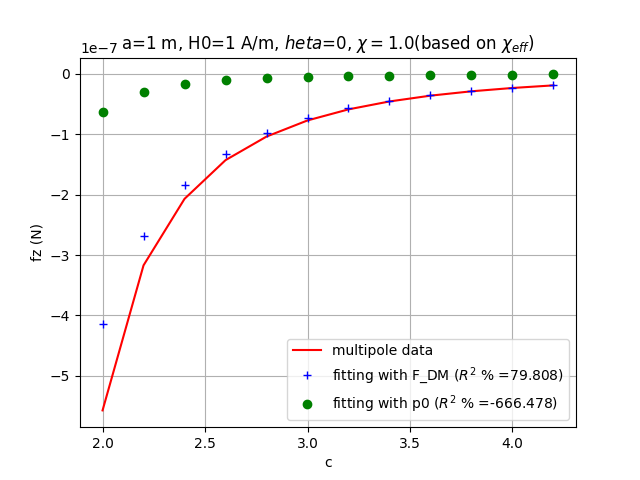 1e−7
a=1 m, H0=1 A/m, heta=0, χ = 1.0(based on χeff)
0
−1
−2
−3
−4
−5
fz (N)
multipole data
fitting with F_DM (R² % =79.808)
fitting with p0 (R² % =-666.478)
2.0 2.5 3.0 3.5 4.0
c